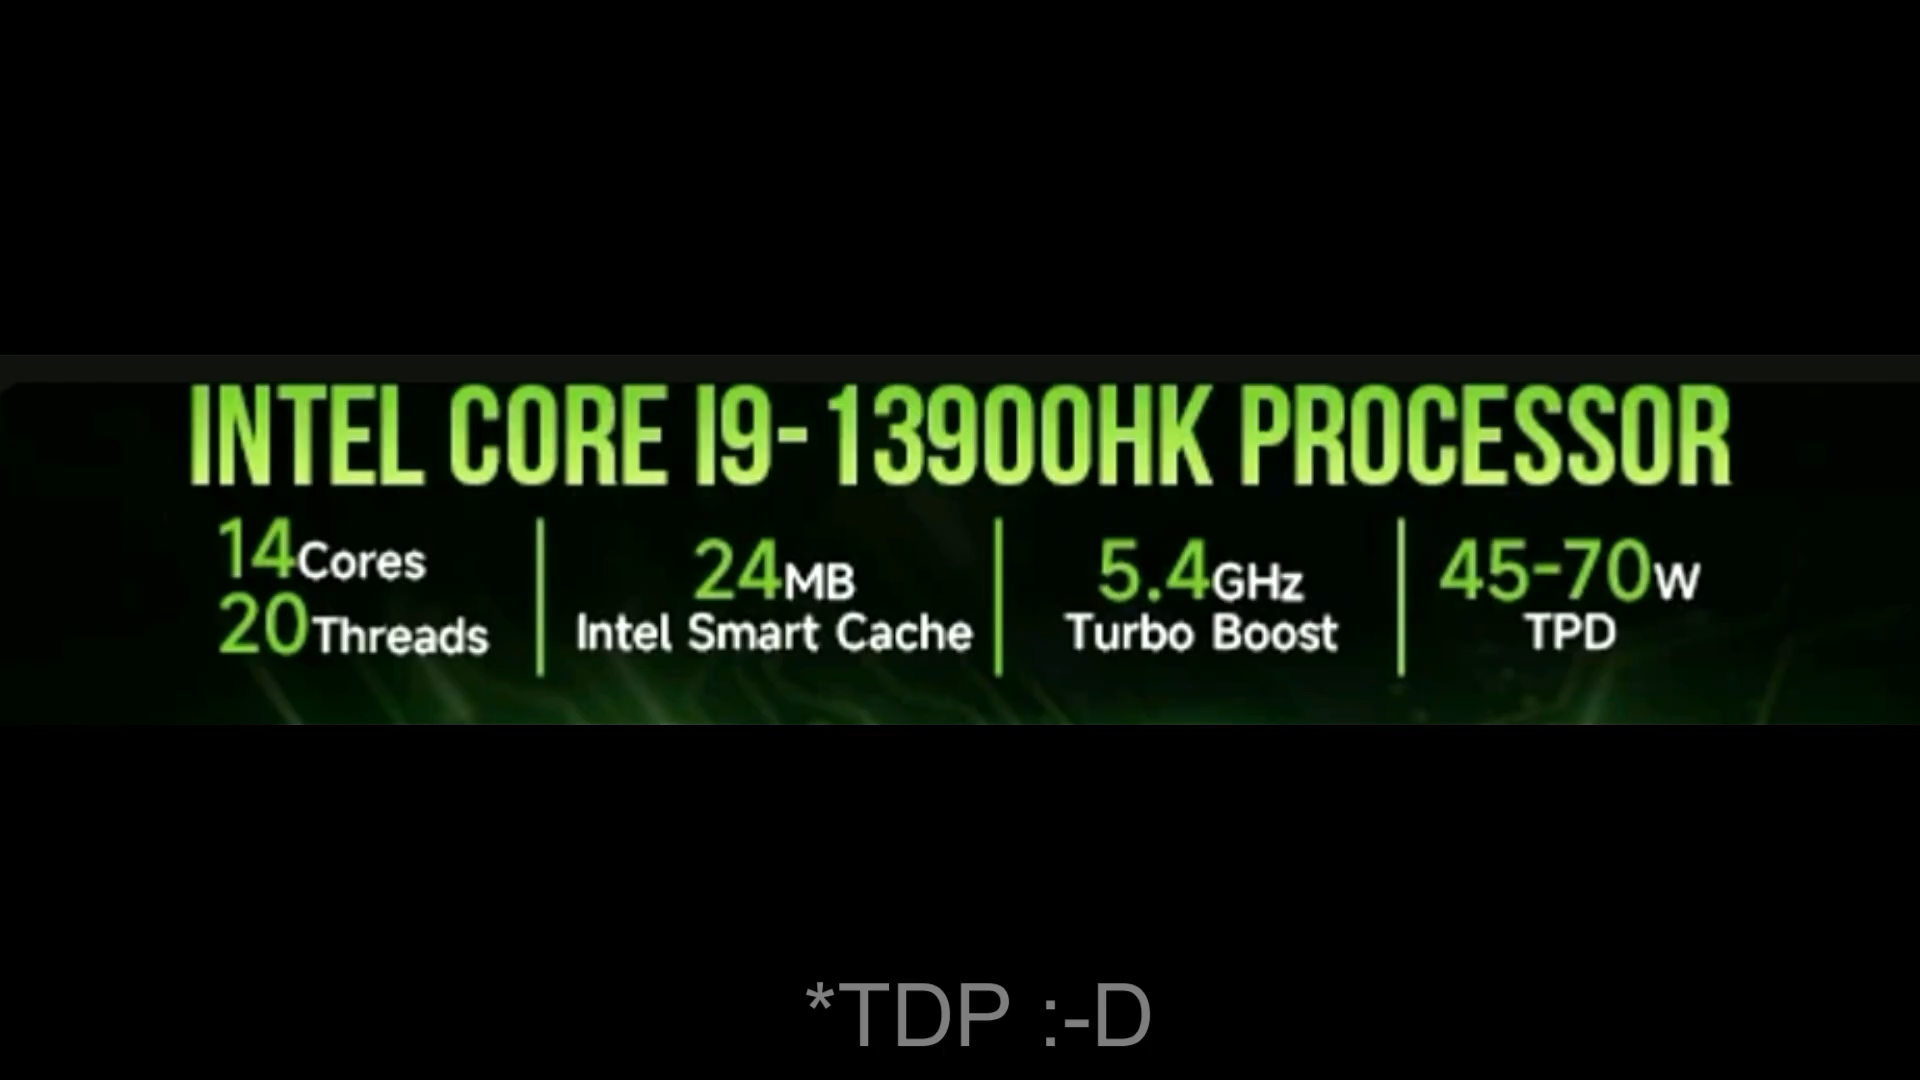 INTEL CORE I9-13900HK PROCESSOR
14Cores
20Threads
24MB
Intel Smart Cache
5.4GHz
Turbo Boost
45-70W
TPD
*TDP :-D